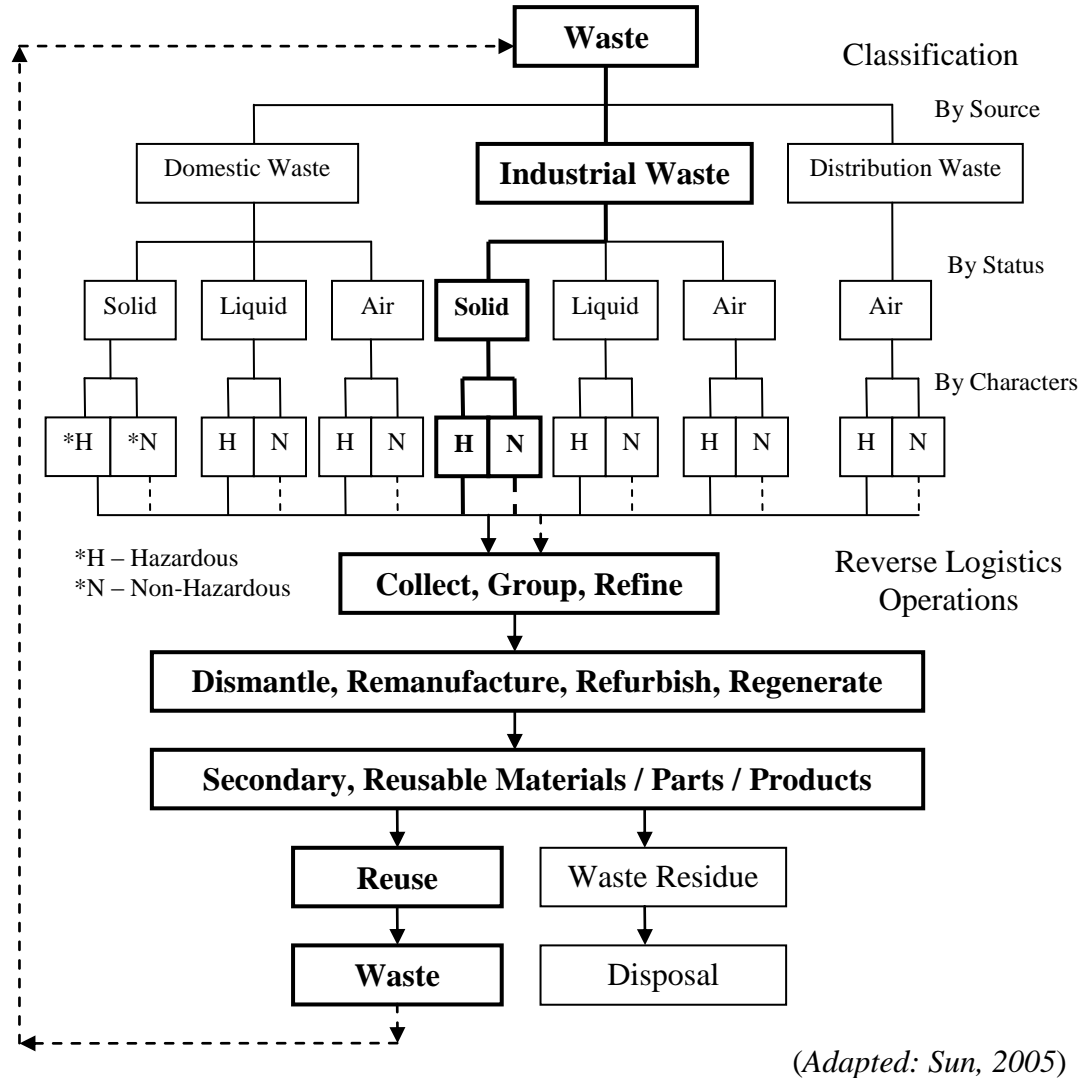 Waste
Classification
By Source
Domestic Waste
Industrial Waste
Distribution Waste
By Status
Solid
Liquid
Air
Solid
Liquid
Air
Air
By Characters
*H
*N
H
N
H
N
H
N
H
N
H
N
H
N
*H – Hazardous
*N – Non-Hazardous
Reverse Logistics
Operations
Collect, Group, Refine
Dismantle, Remanufacture, Refurbish, Regenerate
Secondary, Reusable Materials / Parts / Products
Reuse
Waste Residue
Waste
Disposal
(Adapted: Sun, 2005)